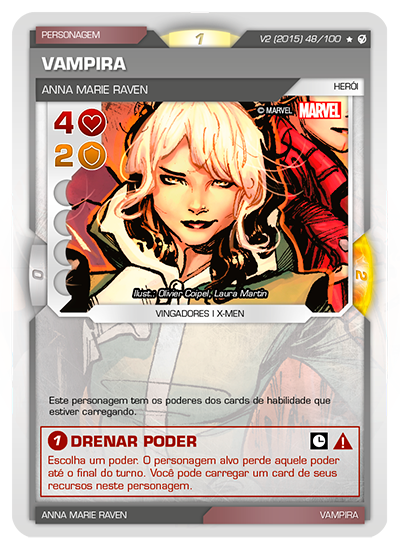 PERSONAGEM
1
V2 (2015) 48/100
VAMPIRA
ANNA MARIE RAVEN
HERÓI
© MARVEL MARVEL
4
2
0
2
Ilust.: Olivier Coipel, Laura Martin
VINGADORES | X-MEN
Este personagem tem os poderes dos cards de habilidade que
estiver carregando.
1 DRENAR PODER
Escolha um poder. O personagem alvo perde aquele poder
até o final do turno. Você pode carregar um card de seus
recursos neste personagem.
ANNA MARIE RAVEN
VAMPIRA